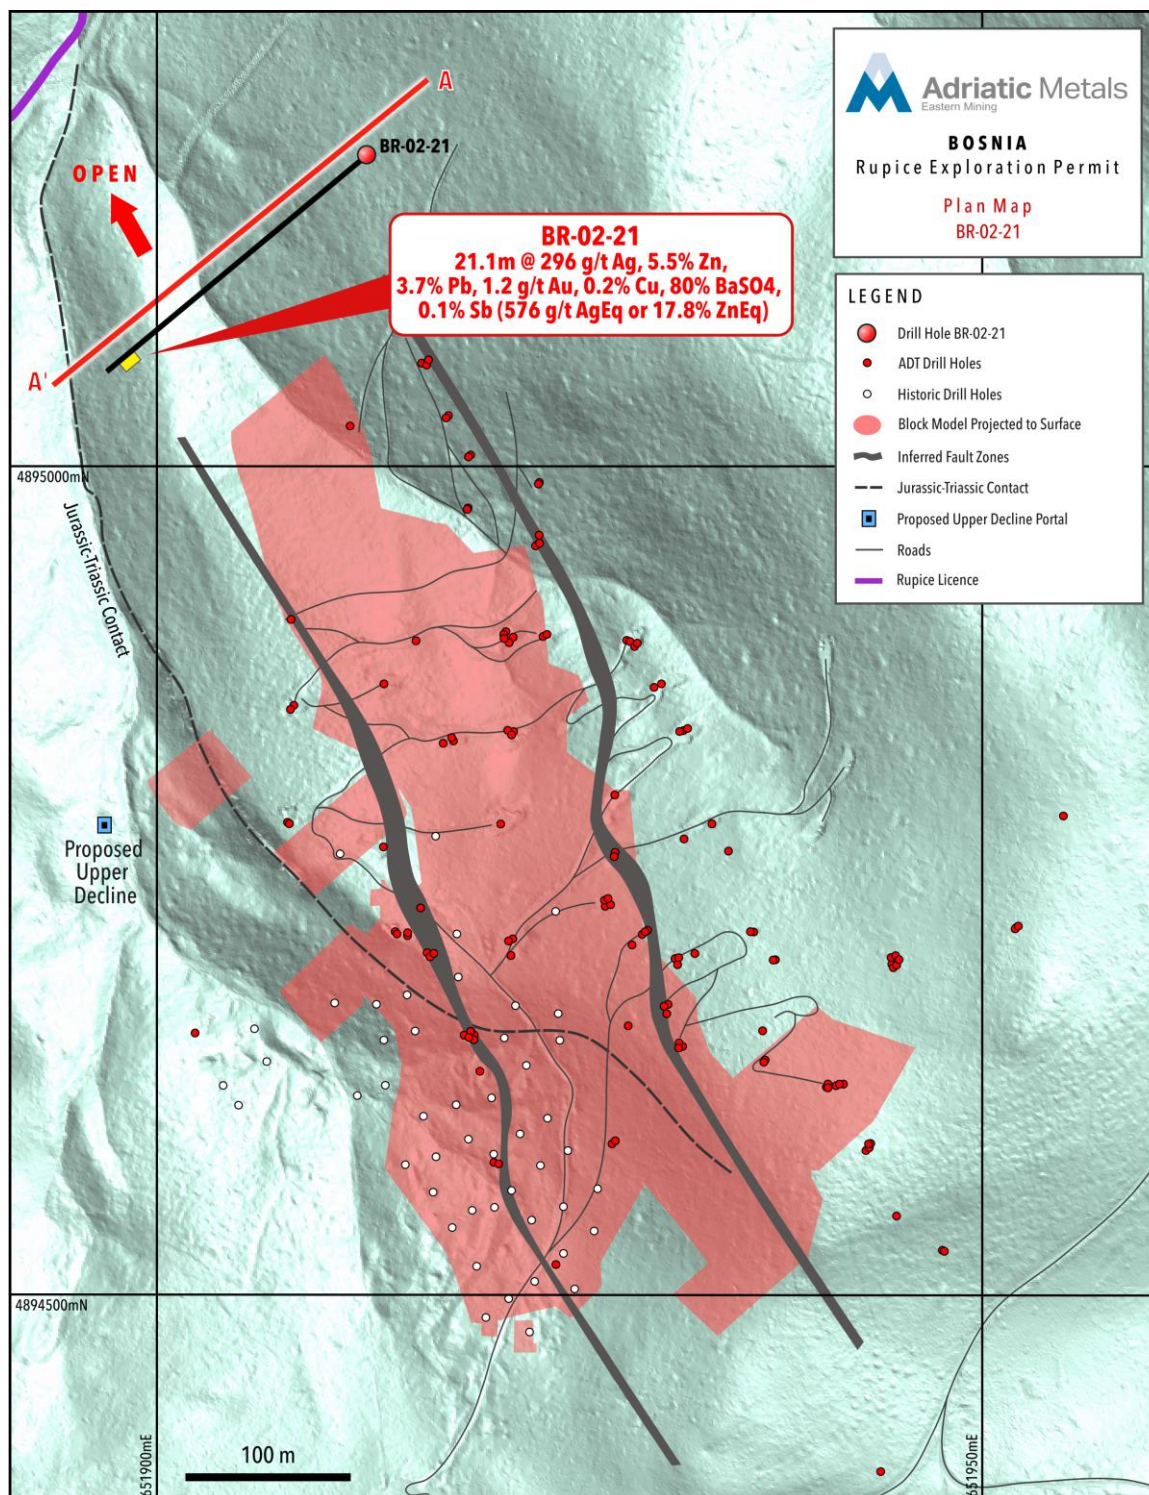 Adriatic Metals
Eastern Mining
BOSNIA
Rupice Exploration Permit
Plan Map
BR-02-21
A
BR-02-21
OPEN
BR-02-21
21.1m @ 296 g/t Ag, 5.5% Zn,
3.7% Pb, 1.2 g/t Au, 0.2% Cu, 80% BaSO4,
0.1% Sb (576 g/t AgEq or 17.8% ZnEq)
A'
LEGEND
Drill Hole BR-02-21
ADT Drill Holes
Historic Drill Holes
Block Model Projected to Surface
Inferred Fault Zones
Jurassic-Triassic Contact
Proposed Upper Decline Portal
Roads
Rupice Licence
4895000mN
Jurassic-Triassic Contact
Proposed
Upper
Decline
4894500mN
100 m
651900mE
651950mE